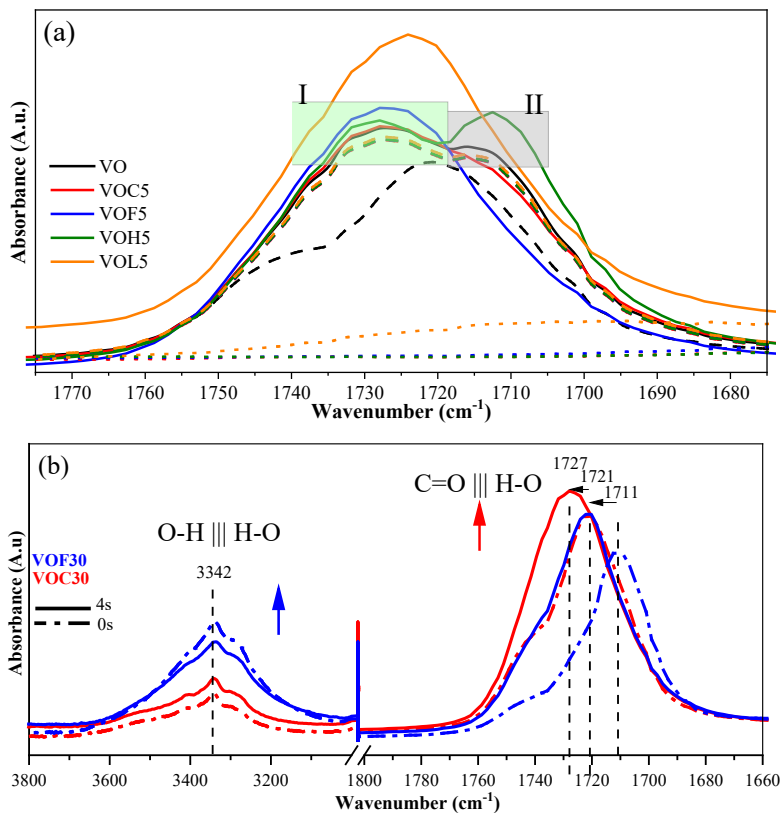 (a)
I
II
VO
VOC5
VOF5
VOH5
VOL5
Absorbance (A.u.)
1770 1760 1750 1740 1730 1720 1710 1700 1690 1680
Wavenumber (cm⁻¹)
(b)
1727
1721
1711
C=O ||| H-O
O-H ||| H-O
VOF30
VOC30
3342
4s
0s
Absorbance (A.u)
3800 3600 3400 3200 1800 1780 1760 1740 1720 1700 1680 1660
Wavenumber (cm⁻¹)